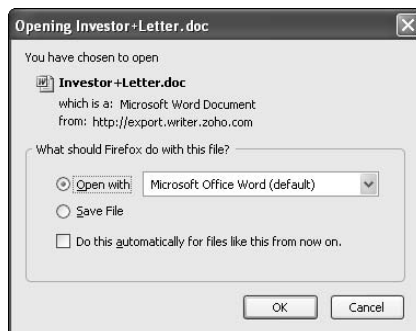 Opening Investor+Letter.doc
You have chosen to open
Investor+Letter.doc
which is a: Microsoft Word Document
from: http://export.writer.zoho.com
What should Firefox do with this file?
Open with Microsoft Office Word (default)
Save File
Do this automatically for files like this from now on.
OK Cancel